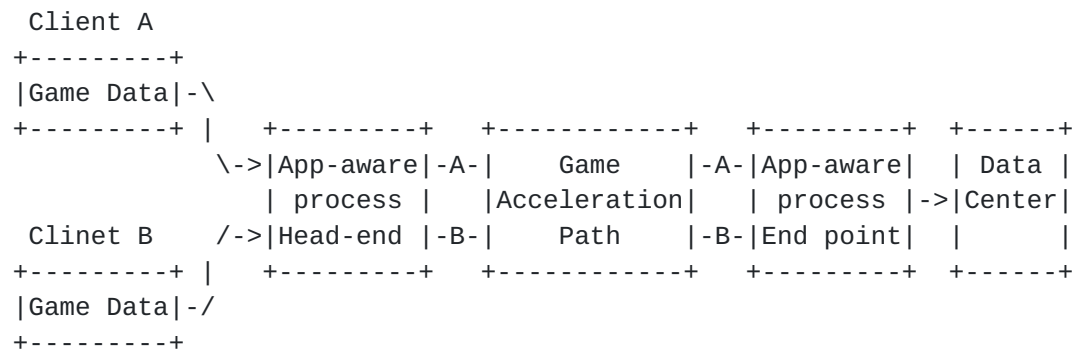 Client A
+---------+
|Game Data|-\
+---------+ |   +---------+   +------------+   +---------+  +------+
             \->|App-aware|-A-|    Game    |-A-|App-aware|  | Data |
                | process |   |Acceleration|   | process |->|Center|
 Clinet B    /->|Head-end |-B-|    Path    |-B-|End point|  |      |
+---------+ |   +---------+   +------------+   +---------+  +------+
|Game Data|-/
+---------+